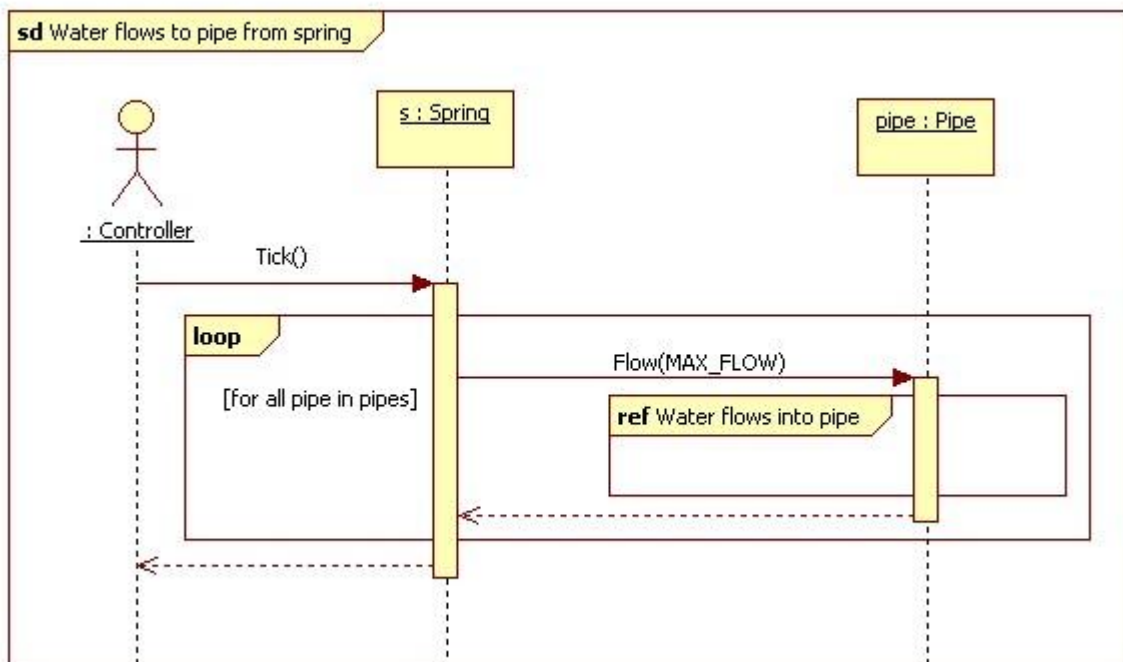 sd Water flows to pipe from spring
s : Spring
pipe : Pipe
: Controller
Tick()
loop
Flow(MAX_FLOW)
[for all pipe in pipes]
ref Water flows into pipe